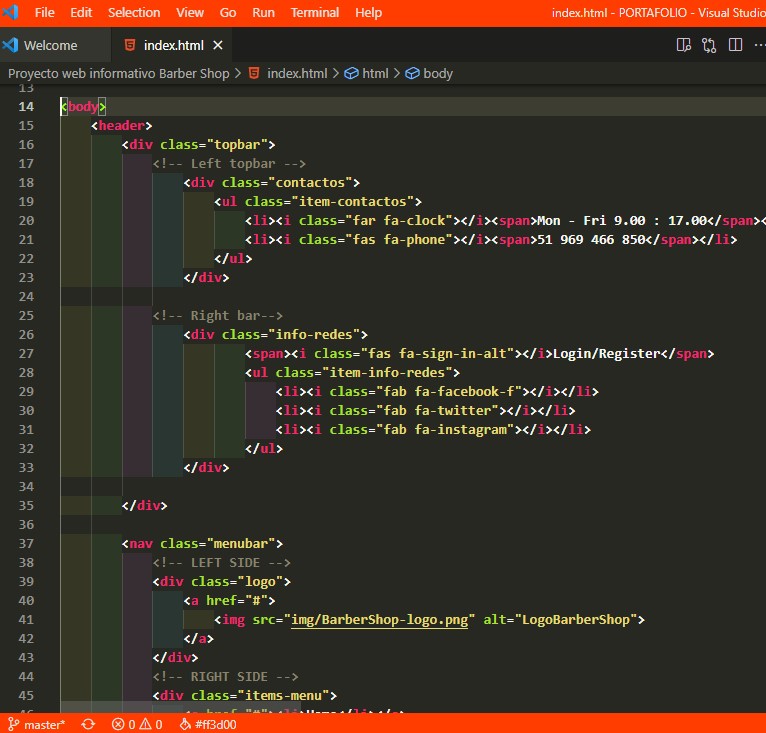 File Edit Selection View Go Run Terminal Help index.html - PORTAFOLIO - Visual Studio
Welcome index.html ×
Proyecto web informativo Barber Shop > index.html > html > body
13
14 <body>
15 <header>
16 <div class="topbar">
17 <!-- Left topbar -->
18 <div class="contactos">
19 <ul class="item-contactos">
20 <li><i class="far fa-clock"></i><span>Mon - Fri 9.00 : 17.00</span><
21 <li><i class="fas fa-phone"></i><span>51 969 466 850</span></li>
22 </ul>
23 </div>
24
25 <!-- Right bar-->
26 <div class="info-redes">
27 <span><i class="fas fa-sign-in-alt"></i>Login/Register</span>
28 <ul class="item-info-redes">
29 <li><i class="fab fa-facebook-f"></i></li>
30 <li><i class="fab fa-twitter"></i></li>
31 <li><i class="fab fa-instagram"></i></li>
32 </ul>
33 </div>
34
35 </div>
36
37 <nav class="menubar">
38 <!-- LEFT SIDE -->
39 <div class="logo">
40 <a href="#">
41 <img src="img/BarberShop-logo.png" alt="LogoBarberShop">
42 </a>
43 </div>
44 <!-- RIGHT SIDE -->
45 <div class="items-menu">
master* 0 0 #ff3d00